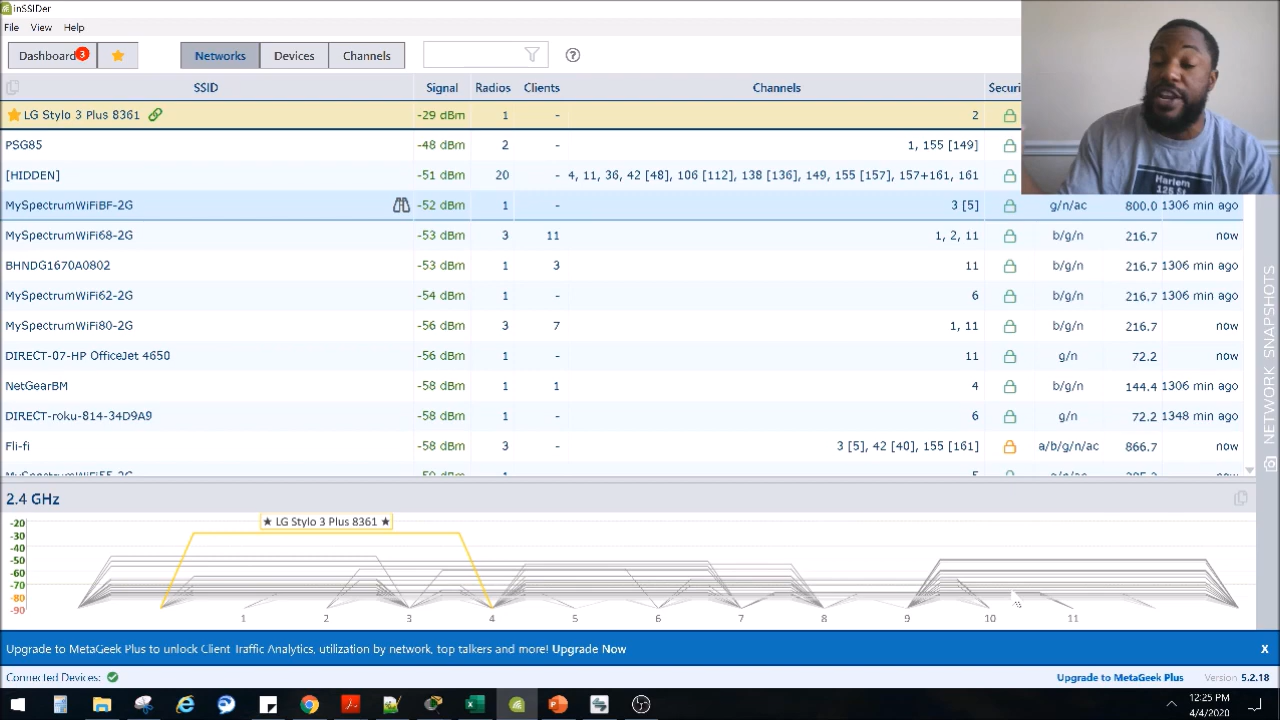 inSSIDer
File View Help
Dashboard 3 Networks Devices Channels ?
SSID Signal Radios Clients Channels Securi
LG Stylo 3 Plus 8361 -29 dBm 1 - 2
PSG85 -48 dBm 2 - 1, 155 [149]
[HIDDEN] -51 dBm 20 - 4, 11, 36, 42 [48], 106 [112], 138 [136], 149, 155 [157], 157+161, 161
MySpectrumWiFiBF-2G -52 dBm 1 - 3 [5] g/n/ac 800.0 1306 min ago
MySpectrumWiFi68-2G -53 dBm 3 11 1, 2, 11 b/g/n 216.7 now
BHNDG1670A0802 -53 dBm 1 3 11 b/g/n 216.7 1306 min ago
MySpectrumWiFi62-2G -54 dBm 1 - 6 b/g/n 216.7 1306 min ago
MySpectrumWiFi80-2G -56 dBm 3 7 1, 11 b/g/n 216.7 now
DIRECT-07-HP OfficeJet 4650 -56 dBm 1 - 11 g/n 72.2 now
NetGearBM -58 dBm 1 1 4 b/g/n 144.4 1306 min ago
DIRECT-roku-814-34D9A9 -58 dBm 1 - 6 g/n 72.2 1348 min ago
Fli-fi -58 dBm 3 - 3 [5], 42 [40], 155 [161] a/b/g/n/ac 866.7 now
NETWORK SNAPSHOTS
Harlem
125 St
2.4 GHz
★ LG Stylo 3 Plus 8361 ★
-20
-30
-40
-50
-60
-70
-80
-90
1 2 3 4 5 6 7 8 9 10 11
Upgrade to MetaGeek Plus to unlock Client Traffic Analytics, utilization by network, top talkers and more! Upgrade Now X
Connected Devices: Upgrade to MetaGeek Plus Version 5.2.18
12:25 PM
4/4/2020